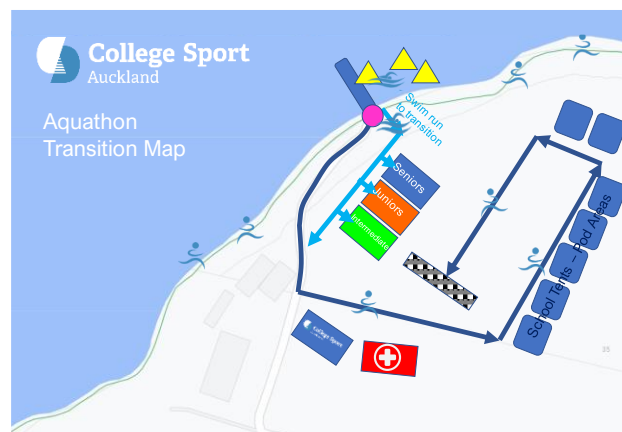 College Sport
Auckland
Aquathon
Transition Map
Swim run
to transition
Seniors
Juniors
Intermediate
School Tents – Pod Areas
College Sport
35